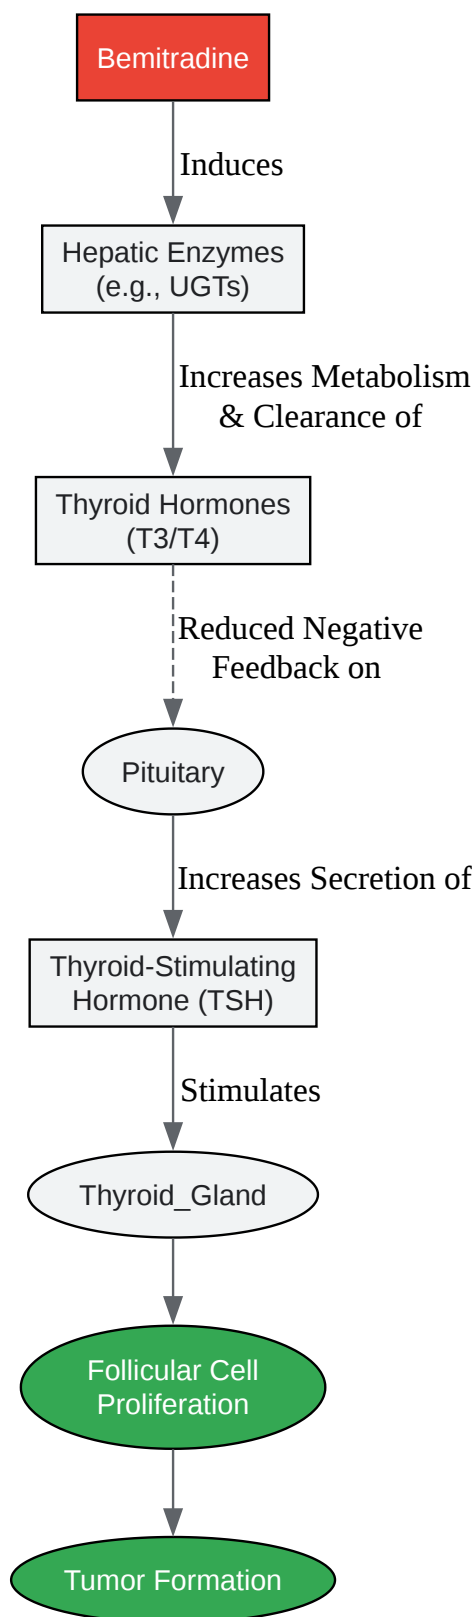 Bemitradine
Induces
Hepatic Enzymes
(e.g., UGTs)
Increases Metabolism
& Clearance of
Thyroid Hormones
(T3/T4)
Reduced Negative
Feedback on
Pituitary
Increases Secretion of
Thyroid-Stimulating
Hormone (TSH)
Stimulates
Thyroid_Gland
Follicular Cell
Proliferation
Tumor Formation